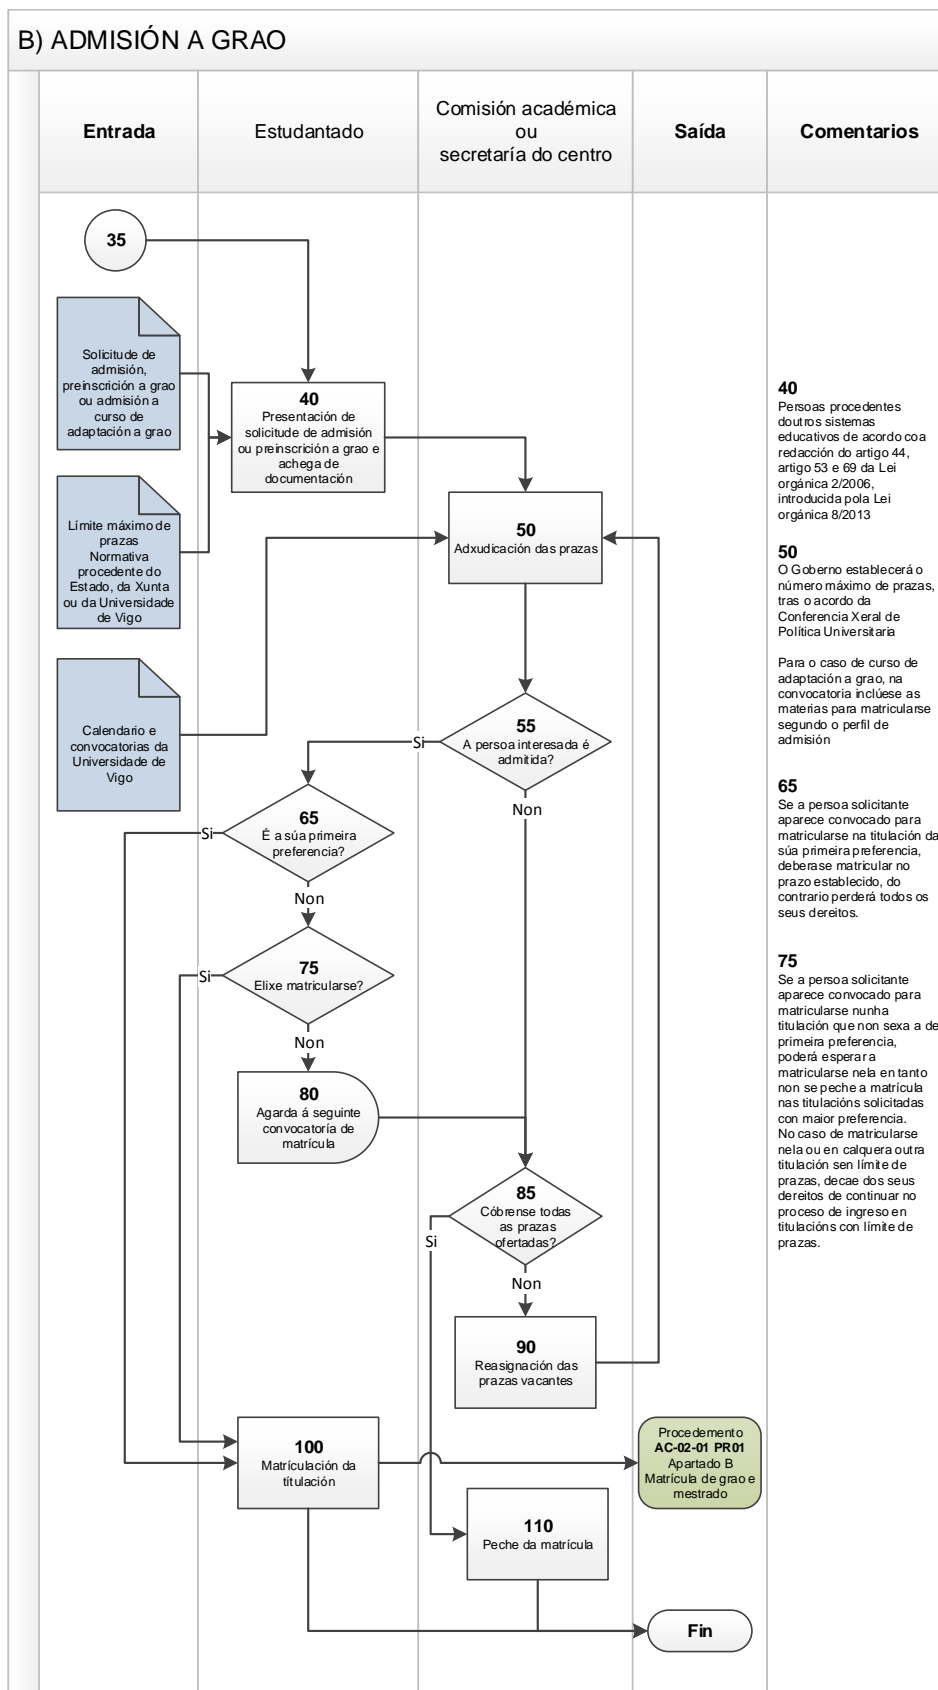 B) ADMISIÓN A GRAO
Entrada
Estudantado
Comisión académica
ou
secretaría do centro
Saída
Comentarios
35
Solicitude de
admisión,
preinscrición a grao
ou admisión a
curso de
adaptación a grao
40
Presentación de
solicitude de admisión
ou preinscrición a grao e
achega de
documentación
Límite máximo de
prazas
Normativa
procedente do
Estado, da Xunta
ou da Universidade
de Vigo
50
Adxudicación das prazas
Calendario e
convocatorias da
Universidade de
Vigo
55
A persoa interesada é
admitida?
Si
Non
65
É a súa primeira
preferencia?
Si
Non
75
Elixe matricularse?
Si
Non
80
Agarda á seguinte
convocatoría de
matrícula
85
Cóbrense todas
as prazas
ofertadas?
Si
Non
90
Reasignación das
prazas vacantes
100
Matrículación da
títulación
Procedemento
AC-02-01 PR01
Apartado B
Matrícula de grao e
mestrado
110
Peche da matrícula
Fin
40
Persoas procedentes
doutros sistemas
educativos de acordo coa
redacción do artigo 44,
artigo 53 e 69 da Lei
orgánica 2/2006,
introducida pola Lei
orgánica 8/2013
50
O Goberno establecerá o
número máximo de prazas,
tras o acordo da
Conferencia Xeral de
Política Universitaria
Para o caso de curso de
adaptación a grao, na
convocatoria inclúese as
materias para matricularse
segundo o perfil de
admisión
65
Se a persoa solicitante
aparece convocado para
matricularse na titulación da
súa primeira preferencia,
deberase matricular no
prazo establecido, do
contrario perderá todos os
seus dereitos.
75
Se a persoa solicitante
aparece convocado para
matricularse nunha
titulación que non sexa a de
primeira preferencia,
poderá esperar a
matricularse nela en tanto
non se peche a matrícula
nas titulacións solicitadas
con maior preferencia.
No caso de matricularse
nela ou en calquera outra
titulación sen límite de
prazas, decae dos seus
dereitos de continuar no
proceso de ingreso en
titulacións con límite de
prazas.